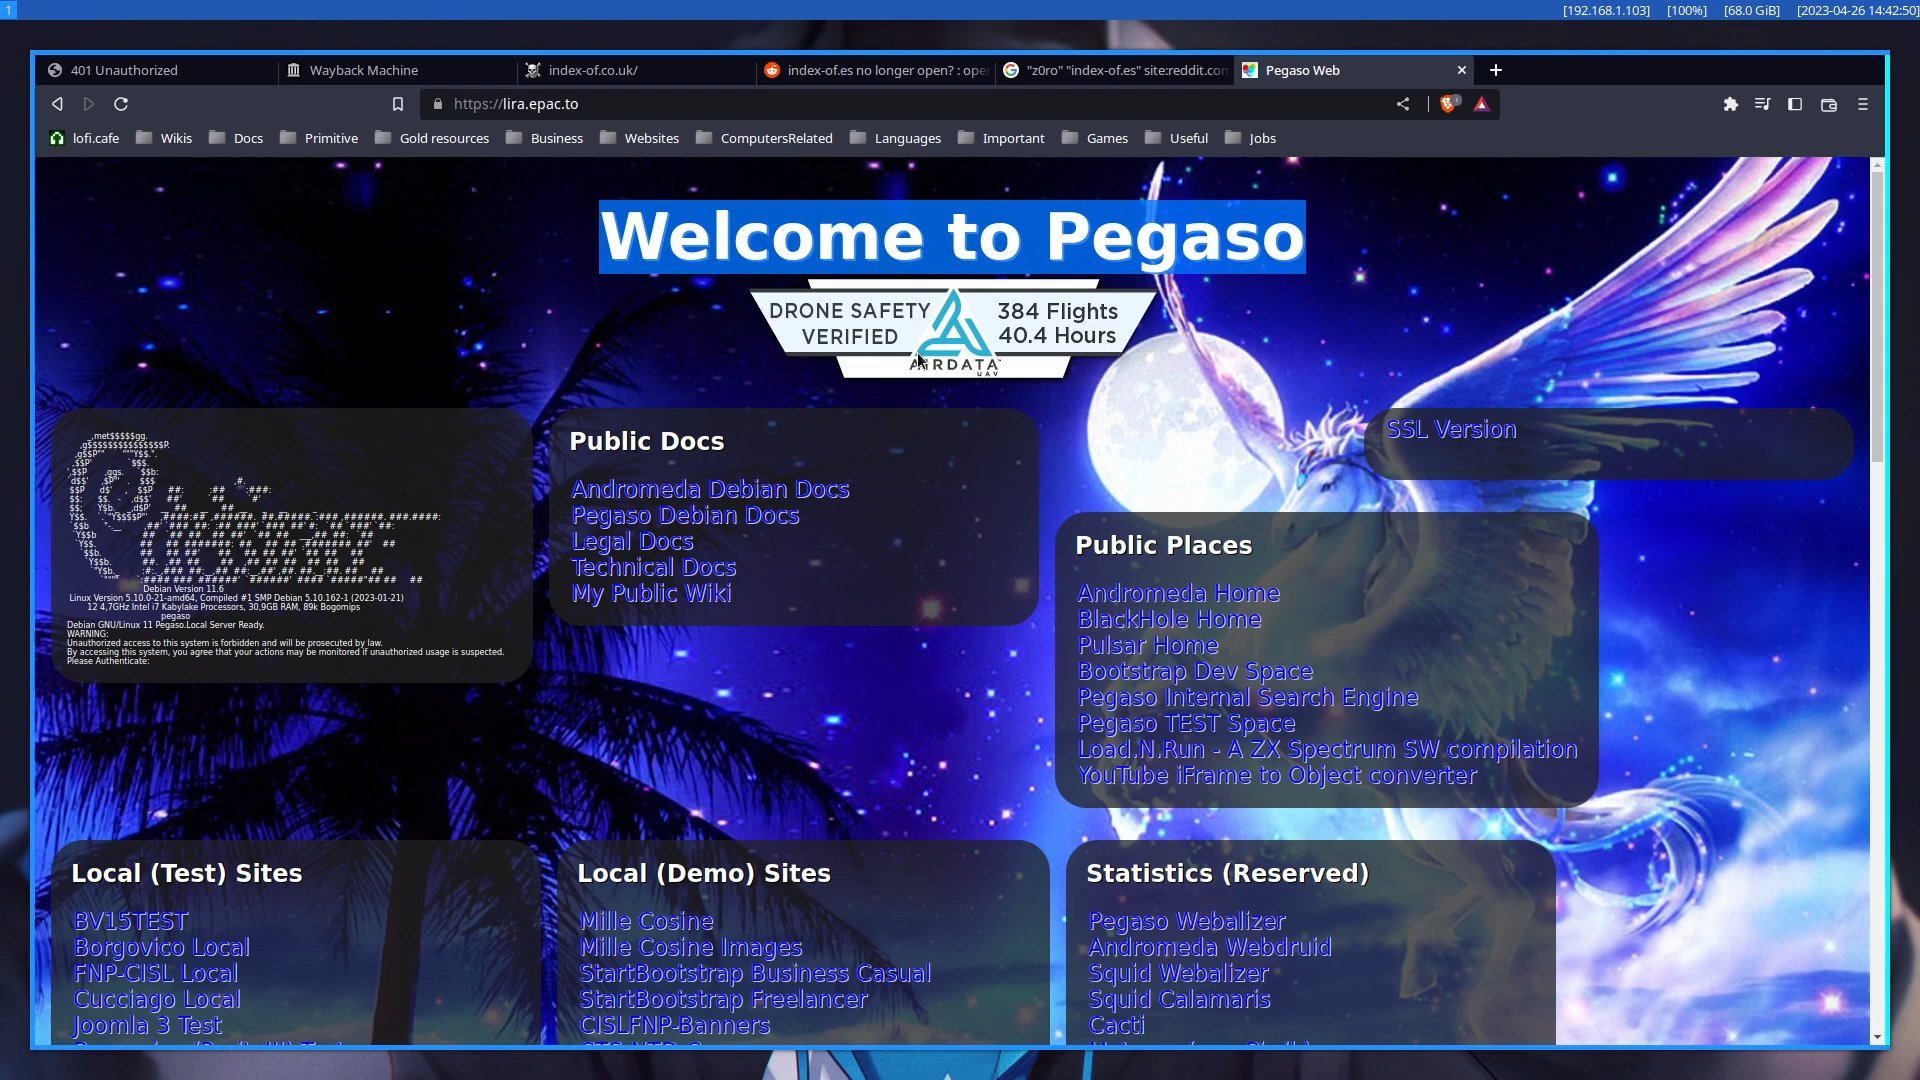 1
[192.168.1.103] [100%] [68.0 GiB] [2023-04-26 14:42:50]
401 Unauthorized
Wayback Machine
index-of.co.uk/
index-of.es no longer open? : ope
"z0ro" "index-of.es" site:reddit.com
Pegaso Web
https://lira.epac.to
lofi.cafe
Wikis
Docs
Primitive
Gold resources
Business
Websites
ComputersRelated
Languages
Important
Games
Useful
Jobs
Welcome to Pegaso
DRONE SAFETY
VERIFIED
384 Flights
40.4 Hours
AIRDATA
UAV
Debian Version 11.6
Linux Version 5.10.0-21-amd64, Compiled #1 SMP Debian 5.10.162-1 (2023-01-21)
12 4,7GHz Intel i7 Kabylake Processors, 30,9GB RAM, 89k Bogomips
pegaso
Debian GNU/Linux 11 Pegaso.Local Server Ready.
WARNING:
Unauthorized access to this system is forbidden and will be prosecuted by law.
By accessing this system, you agree that your actions may be monitored if unauthorized usage is suspected.
Please Authenticate:
Public Docs
Andromeda Debian Docs
Pegaso Debian Docs
Legal Docs
Technical Docs
My Public Wiki
SSL Version
Public Places
Andromeda Home
BlackHole Home
Pulsar Home
Bootstrap Dev Space
Pegaso Internal Search Engine
Pegaso TEST Space
Load.N.Run - A ZX Spectrum SW compilation
YouTube iFrame to Object converter
Local (Test) Sites
BV15TEST
Borgovico Local
FNP-CISL Local
Cucciago Local
Joomla 3 Test
Local (Demo) Sites
Mille Cosine
Mille Cosine Images
StartBootstrap Business Casual
StartBootstrap Freelancer
CISLFNP-Banners
Statistics (Reserved)
Pegaso Webalizer
Andromeda Webdruid
Squid Webalizer
Squid Calamaris
Cacti